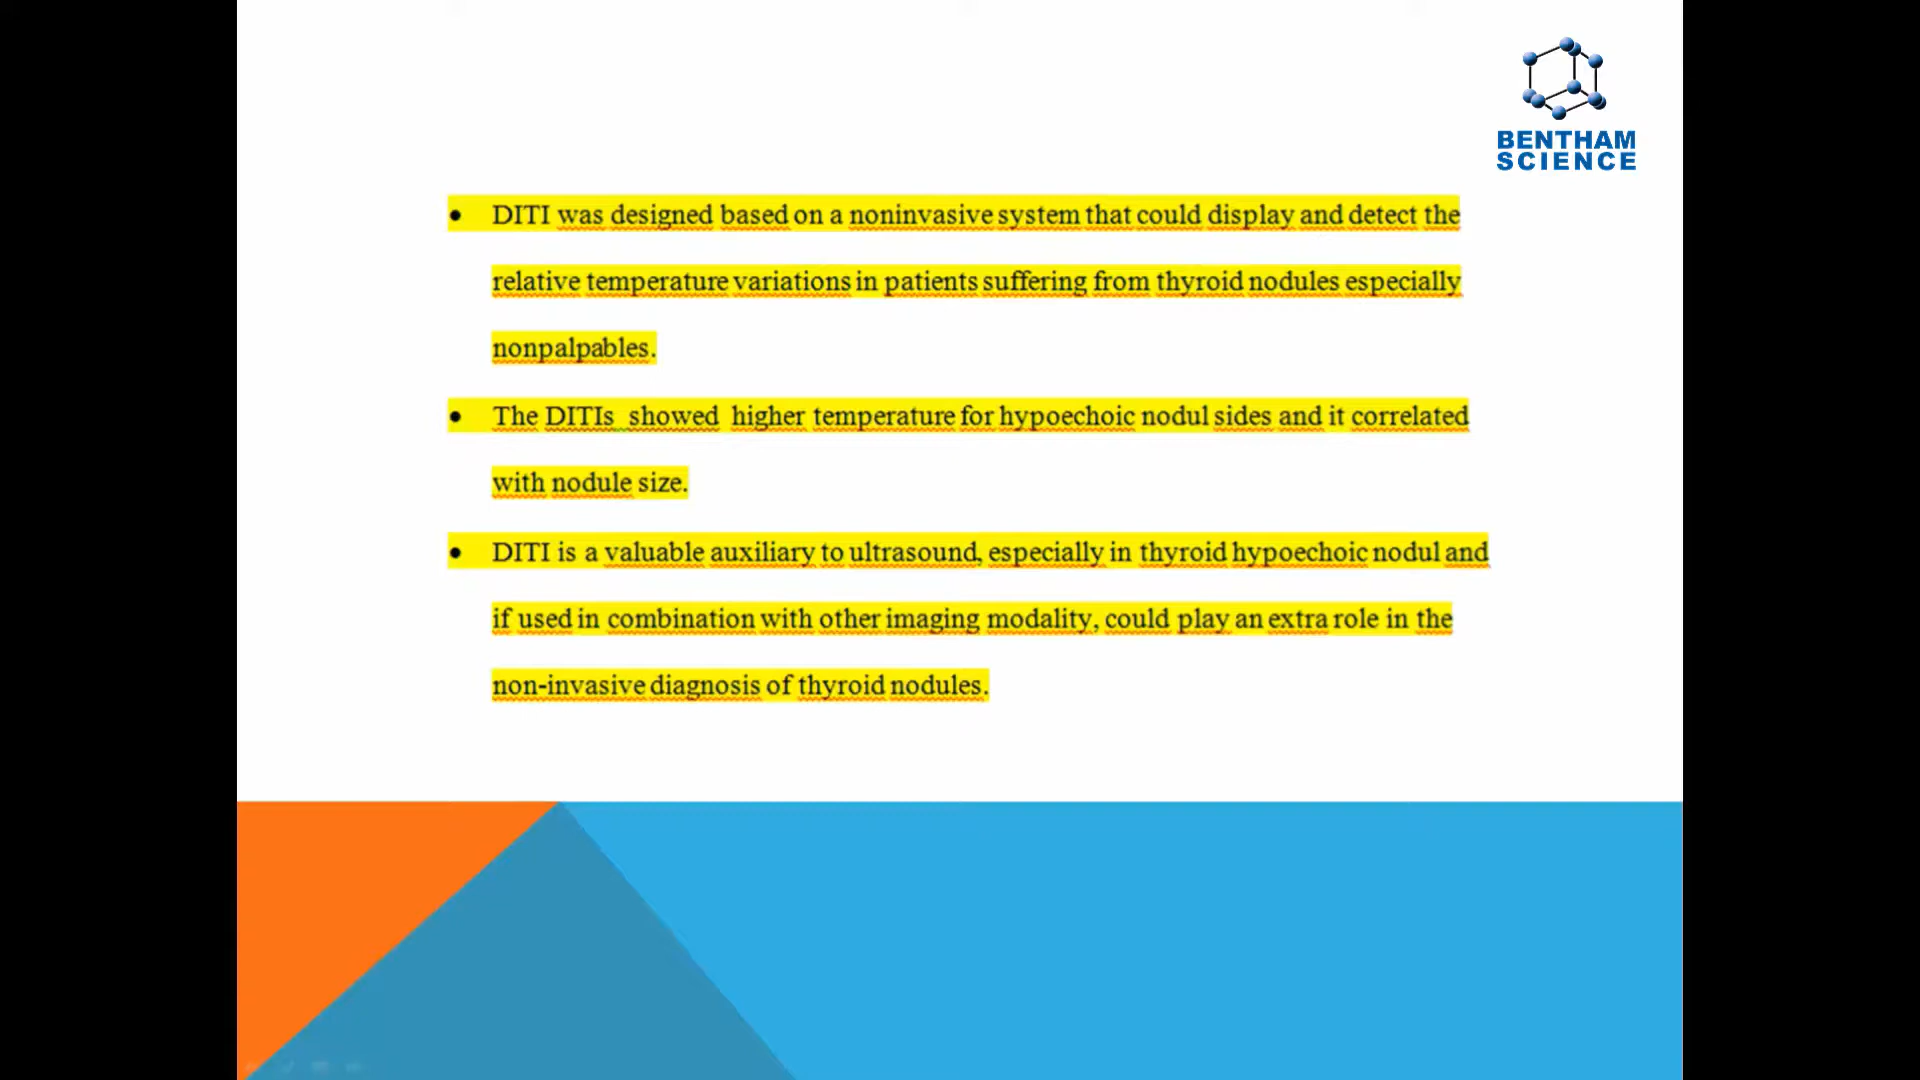 BENTHAM
SCIENCE
• DITI was designed based on a noninvasive system that could display and detect the
relative temperature variations in patients suffering from thyroid nodules especially
nonpalpables.
• The DITIs showed higher temperature for hypoechoic nodul sides and it correlated
with nodule size.
• DITI is a valuable auxiliary to ultrasound, especially in thyroid hypoechoic nodul and
if used in combination with other imaging modality, could play an extra role in the
non-invasive diagnosis of thyroid nodules.